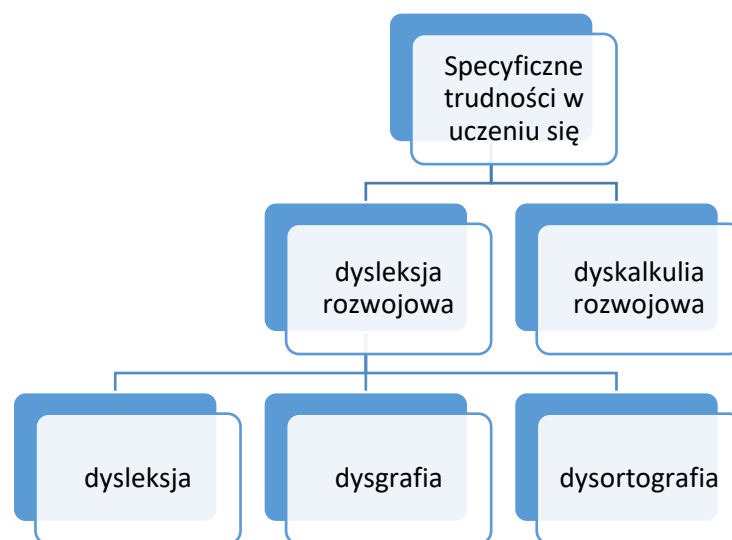 Specyficzne
trudności w
uczeniu się
dysleksja
rozwojowa
dyskalkulia
rozwojowa
dysleksja
dysgrafia
dysortografia